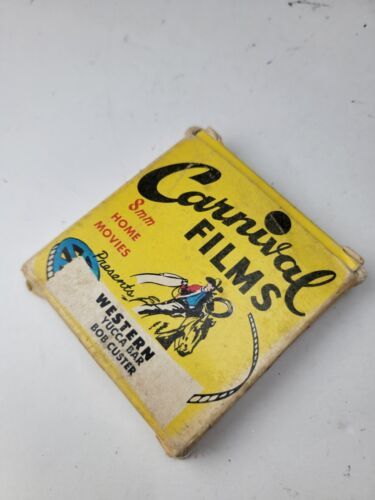 Carnival
FILMS
8mm
HOME
MOVIES
Presents
WESTERN
YUCCA BAR
BOB CUSTER